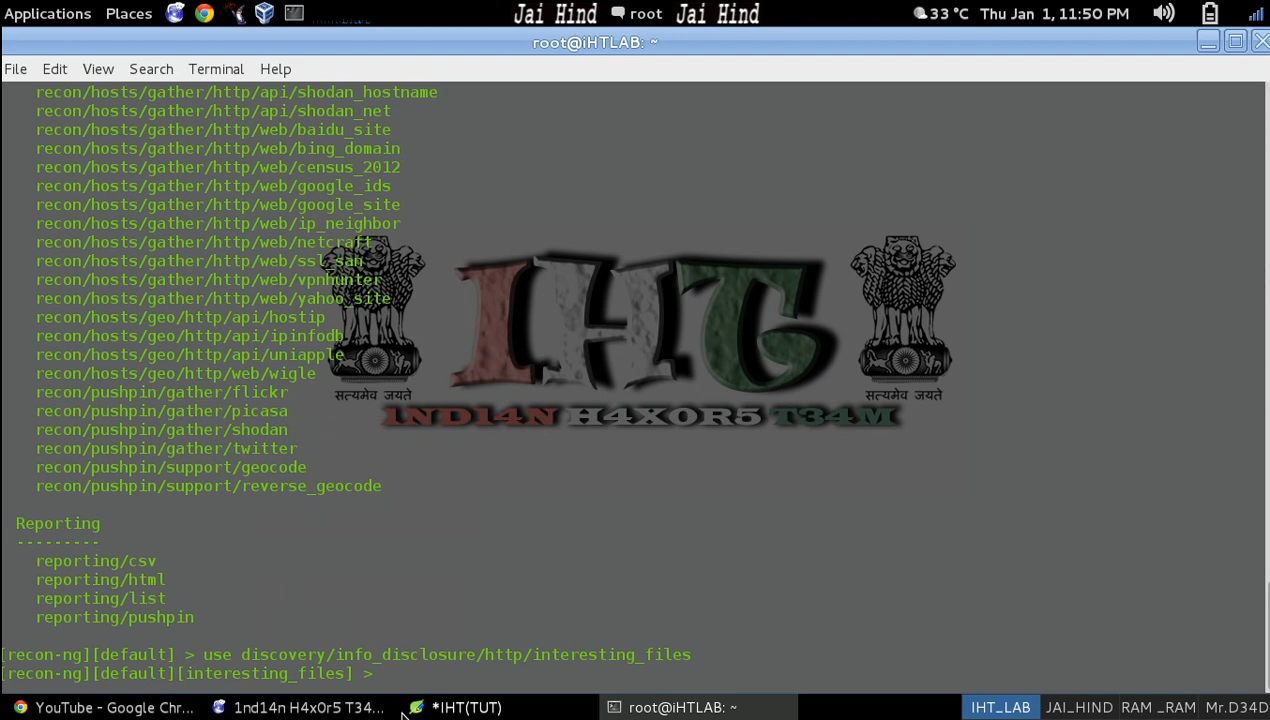 Applications Places Jai Hind root Jai Hind 33 °C Thu Jan 1, 11:50 PM
root@iHTLAB: ~
File Edit View Search Terminal Help
recon/hosts/gather/http/api/shodan_hostname
recon/hosts/gather/http/api/shodan_net
recon/hosts/gather/http/web/baidu_site
recon/hosts/gather/http/web/bing_domain
recon/hosts/gather/http/web/census_2012
recon/hosts/gather/http/web/google_ids
recon/hosts/gather/http/web/google_site
recon/hosts/gather/http/web/ip_neighbor
recon/hosts/gather/http/web/netcraft
recon/hosts/gather/http/web/ssl_san
recon/hosts/gather/http/web/vpnhunter
recon/hosts/gather/http/web/yahoo_site
recon/hosts/geo/http/api/hostip
recon/hosts/geo/http/api/ipinfodb
recon/hosts/geo/http/api/uniapple
recon/hosts/geo/http/web/wigle
recon/pushpin/gather/flickr
recon/pushpin/gather/picasa
recon/pushpin/gather/shodan
recon/pushpin/gather/twitter
recon/pushpin/support/geocode
recon/pushpin/support/reverse_geocode
IHT
सत्यमेव जयते सत्यमेव जयते
1ND14N H4X0R5 T34M
Reporting
---------
reporting/csv
reporting/html
reporting/list
reporting/pushpin
[recon-ng][default] > use discovery/info_disclosure/http/interesting_files
[recon-ng][default][interesting_files] >
YouTube - Google Chr... 1nd14n H4x0r5 T34... *IHT(TUT) root@iHTLAB: ~ IHT_LAB JAI_HIND RAM _RAM Mr.D34D